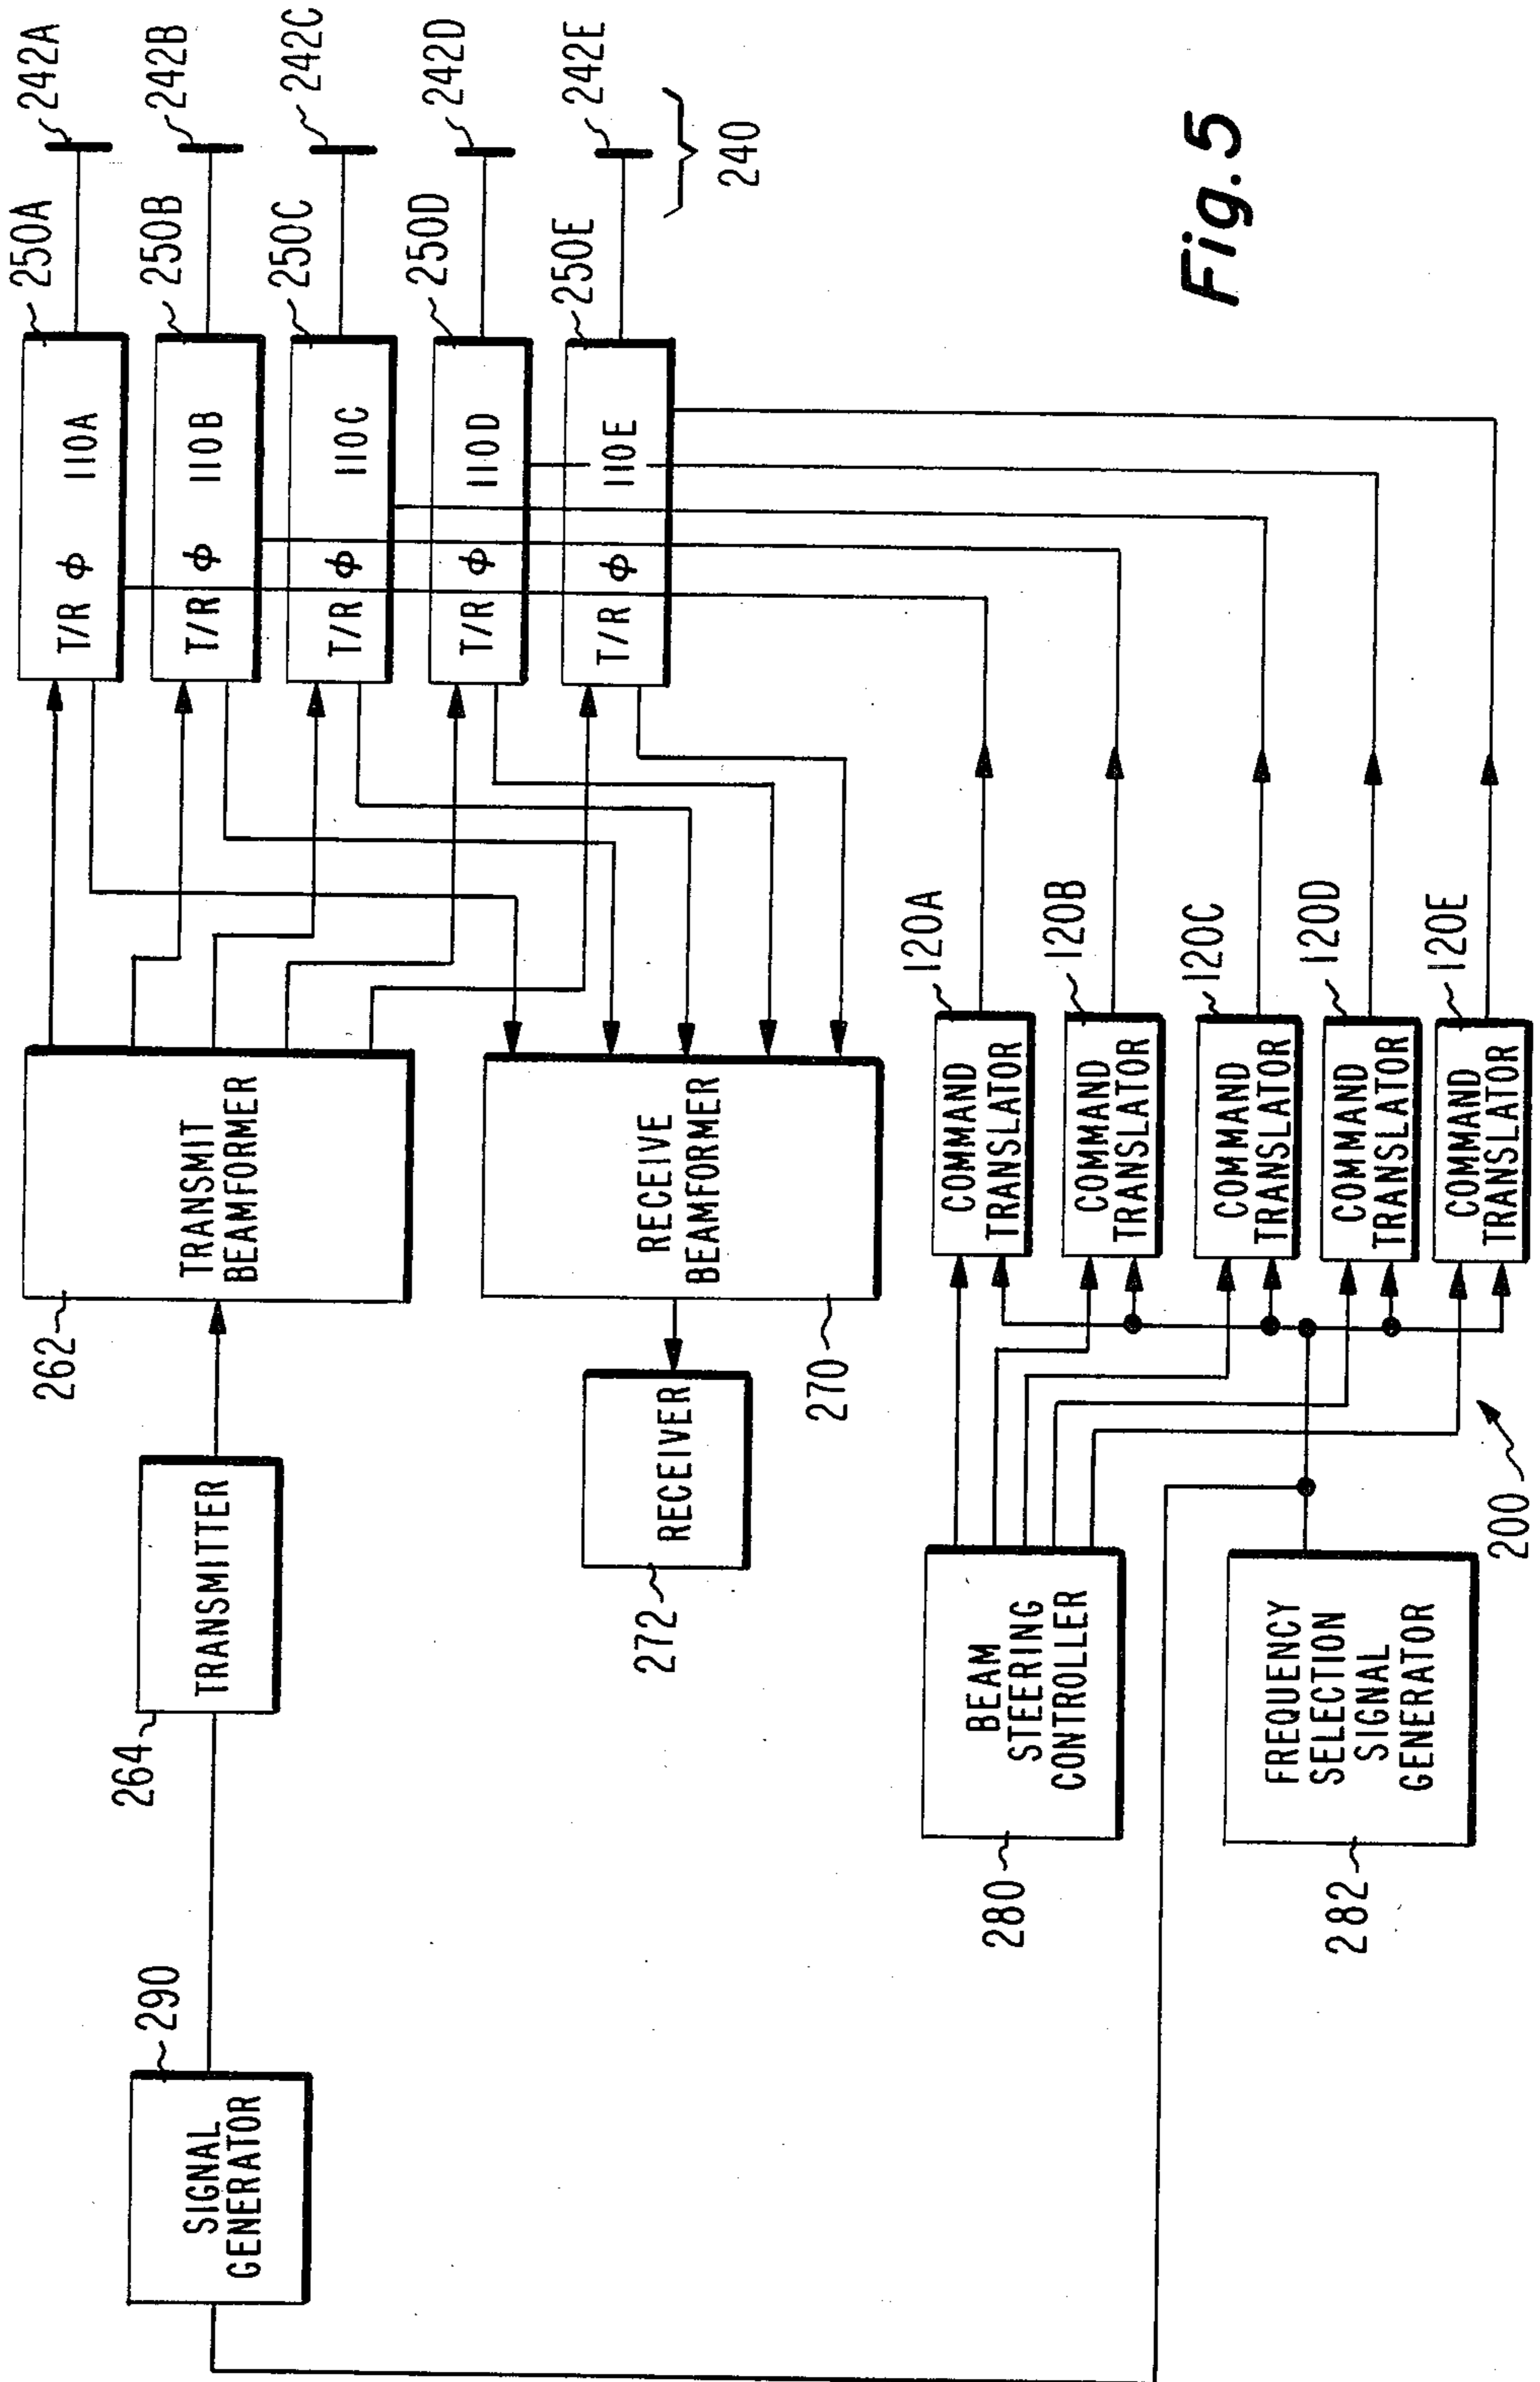 290
SIGNAL
GENERATOR
264
TRANSMITTER
262
TRANSMIT
BEAMFORMER
250A
T/R ϕ 110A
242A
250B
T/R ϕ 110B
242B
250C
T/R ϕ 110C
242C
250D
T/R ϕ 110D
242D
250E
T/R ϕ 110E
242E
240
272
RECEIVER
270
RECEIVE
BEAMFORMER
280
BEAM
STEERING
CONTROLLER
282
FREQUENCY
SELECTION
SIGNAL
GENERATOR
120A
COMMAND
TRANSLATOR
120B
COMMAND
TRANSLATOR
120C
COMMAND
TRANSLATOR
120D
COMMAND
TRANSLATOR
120E
COMMAND
TRANSLATOR
200
Fig.5